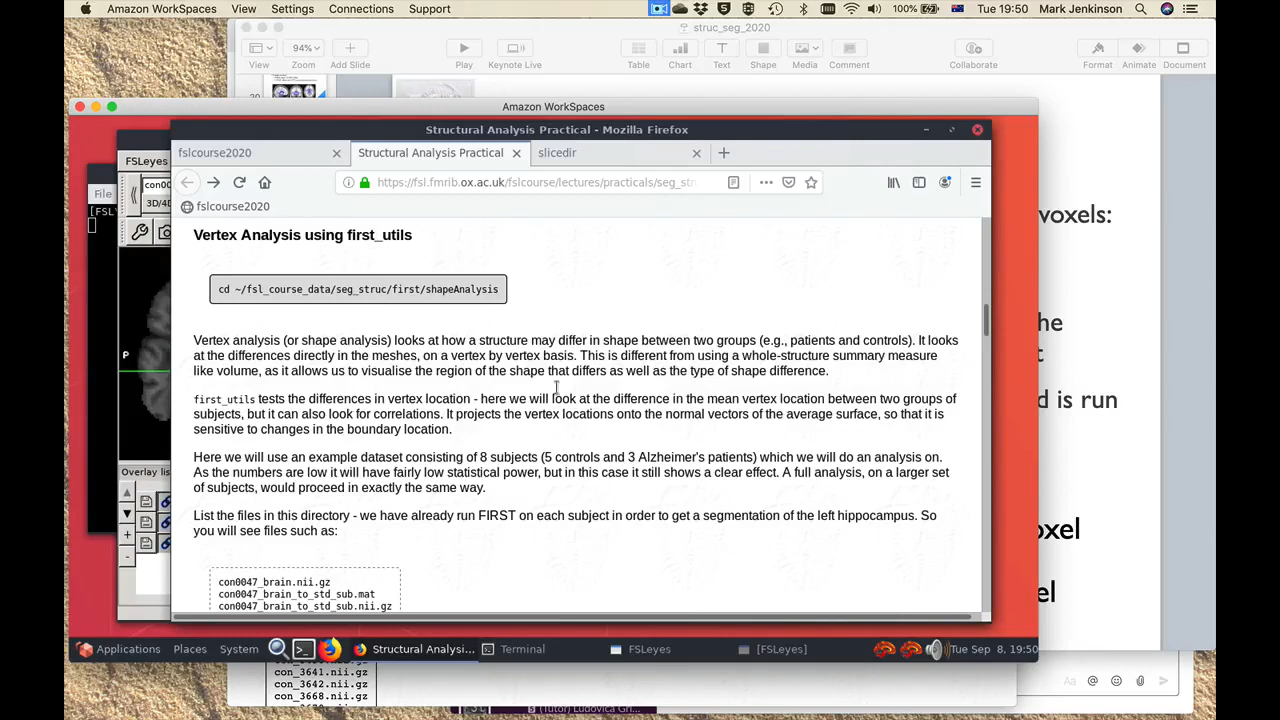 Amazon WorkSpaces View Settings Connections Support
100% Tue 19:50 Mark Jenkinson
struc_seg_2020
94%
View Zoom Add Slide Play Keynote Live Table Chart Text Shape Media Comment Collaborate Format Animate Document
Amazon WorkSpaces
Structural Analysis Practical - Mozilla Firefox
FSLeyes
fslcourse2020
Structural Analysis Practical
slicedir
https://fsl.fmrib.ox.ac.uk/fslcourse/lectures/practicals/seg_str
con0
File
3D/4D
fslcourse2020
[FSL
voxels:
Vertex Analysis using first_utils
cd ~/fsl_course_data/seg_struc/first/shapeAnalysis
he
Vertex analysis (or shape analysis) looks at how a structure may differ in shape between two groups (e.g., patients and controls). It looks
at the differences directly in the meshes, on a vertex by vertex basis. This is different from using a whole-structure summary measure
like volume, as it allows us to visualise the region of the shape that differs as well as the type of shape difference.
P
t
first_utils tests the differences in vertex location - here we will look at the difference in the mean vertex location between two groups of
subjects, but it can also look for correlations. It projects the vertex locations onto the normal vectors of the average surface, so that it is
sensitive to changes in the boundary location.
d is run
Here we will use an example dataset consisting of 8 subjects (5 controls and 3 Alzheimer's patients) which we will do an analysis on.
As the numbers are low it will have fairly low statistical power, but in this case it still shows a clear effect. A full analysis, on a larger set
of subjects, would proceed in exactly the same way.
Overlay lis
List the files in this directory - we have already run FIRST on each subject in order to get a segmentation of the left hippocampus. So
you will see files such as:
oxel
con0047_brain.nii.gz
con0047_brain_to_std_sub.mat
con0047_brain_to_std_sub.nii.gz
el
Applications Places System Structural Analysi... Terminal FSLeyes [FSLeyes] Tue Sep 8, 19:50
con_3641.nii.gz
con_3642.nii.gz
con_3668.nii.gz
(Tutor) Ludovica Gri...
Aa